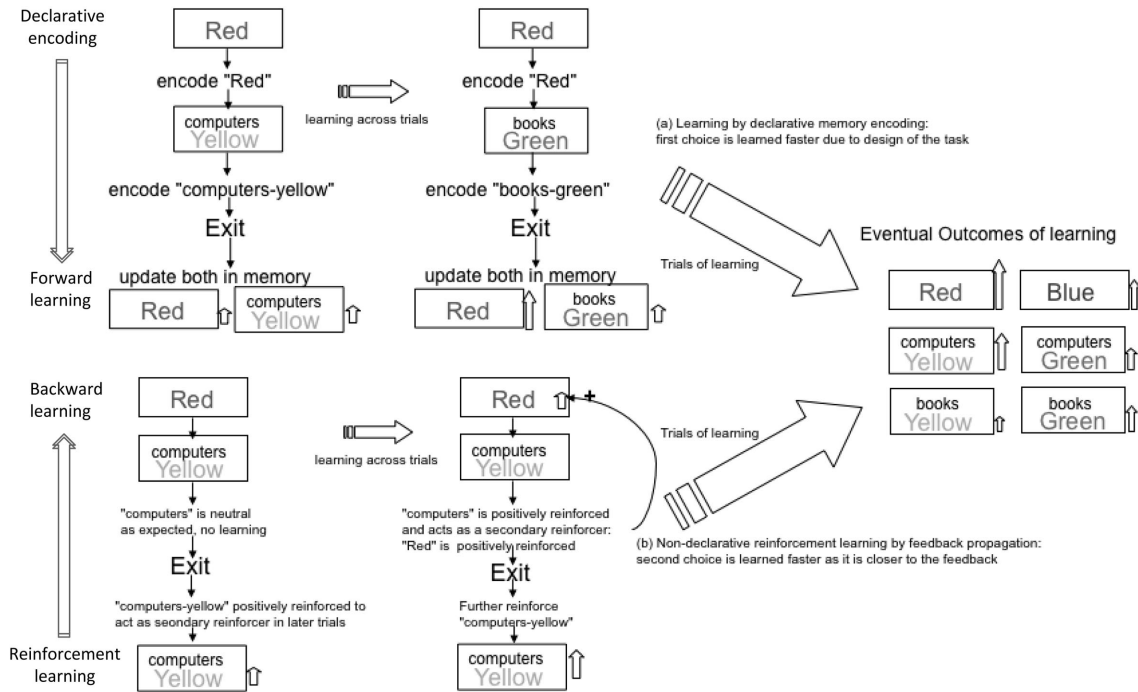 Declarative
encoding
Red
encode "Red"
computers
Yellow
encode "computers-yellow"
Exit
update both in memory
Red
computers
Yellow
Forward
learning
learning across trials
Red
encode "Red"
books
Green
encode "books-green"
Exit
update both in memory
Red
books
Green
(a) Learning by declarative memory encoding:
first choice is learned faster due to design of the task
Trials of learning
Backward
learning
Red
computers
Yellow
"computers" is neutral
as expected, no learning
Exit
"computers-yellow" positively reinforced to
act as seondary reinforcer in later trials
computers
Yellow
Reinforcement
learning
learning across trials
Red
+
computers
Yellow
"computers" is positively reinforced
and acts as a secondary reinforcer:
"Red" is positively reinforced
Exit
Further reinforce
"computers-yellow"
computers
Yellow
Trials of learning
(b) Non-declarative reinforcement learning by feedback propagation:
second choice is learned faster as it is closer to the feedback
Eventual Outcomes of learning
Red
Blue
computers
Yellow
computers
Green
books
Yellow
books
Green